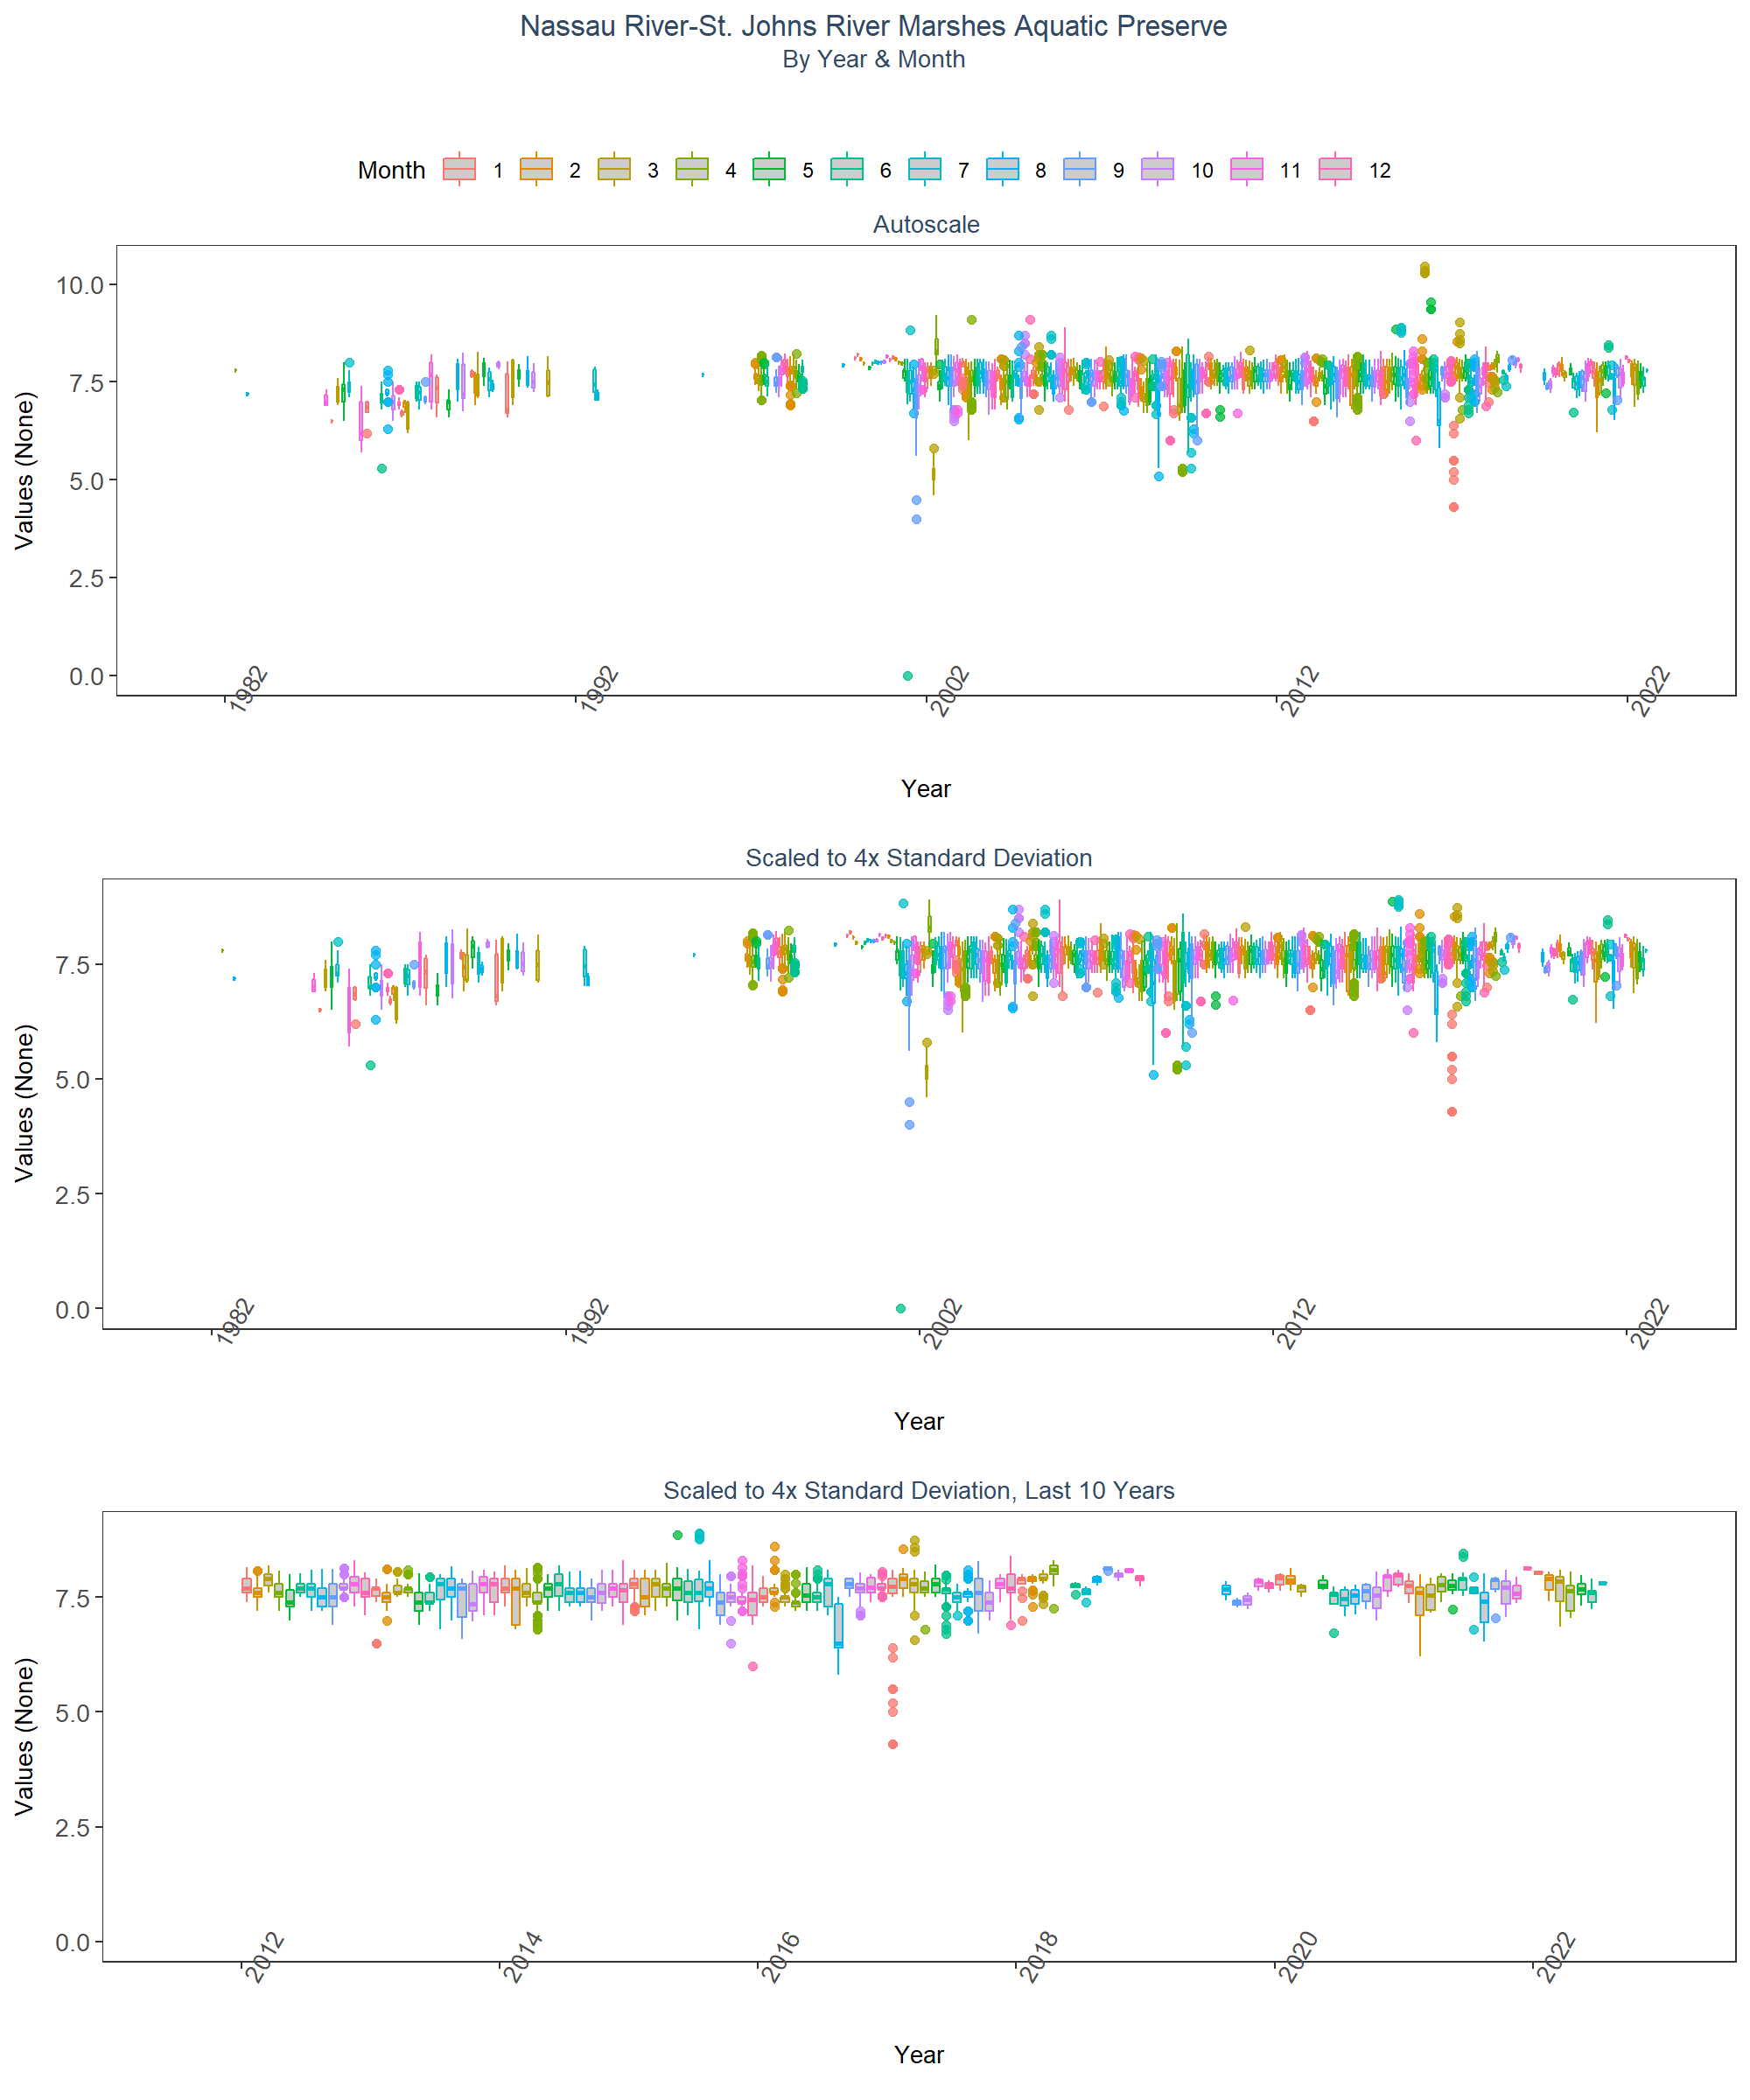 Nassau River-St. Johns River Marshes Aquatic Preserve
By Year & Month
Month 1 2 3 4 5 6 7 8 9 10 11 12
Autoscale
Values (None)
10.0
7.5
5.0
2.5
0.0
1982 1992 2002 2012 2022
Year
Scaled to 4x Standard Deviation
Values (None)
7.5
5.0
2.5
0.0
1982 1992 2002 2012 2022
Year
Scaled to 4x Standard Deviation, Last 10 Years
Values (None)
7.5
5.0
2.5
0.0
2012 2014 2016 2018 2020 2022
Year